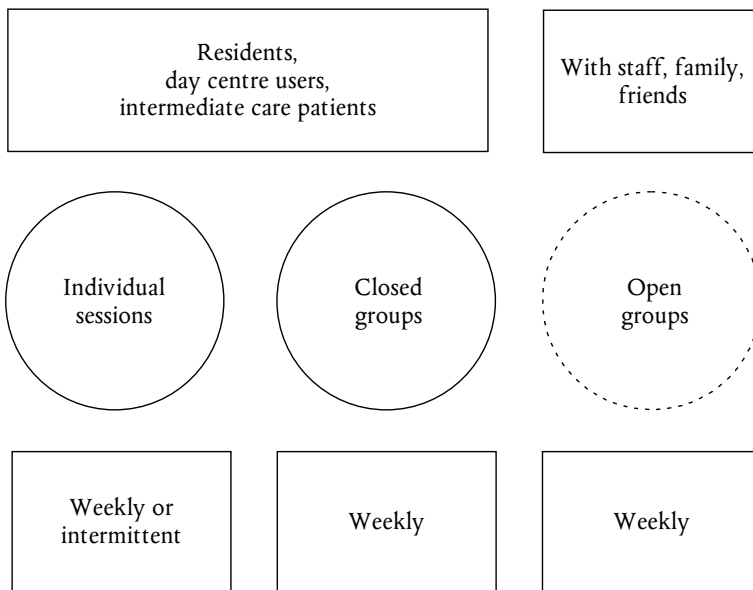 Residents,
day centre users,
intermediate care patients
With staff, family,
friends
Individual
sessions
Closed
groups
Open
groups
Weekly or
intermittent
Weekly
Weekly